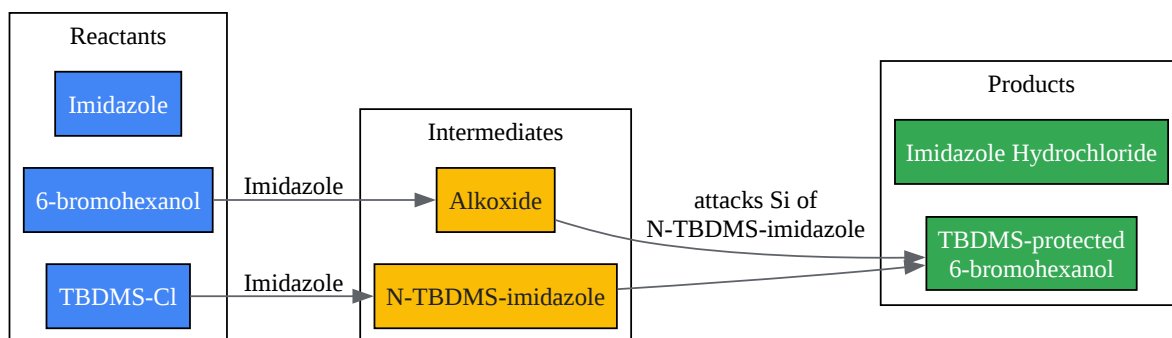 Reactants
Imidazole
6-bromohexanol
TBDMS-Cl
Imidazole
Imidazole
Intermediates
Alkoxide
N-TBDMS-imidazole
attacks Si of
N-TBDMS-imidazole
Products
Imidazole Hydrochloride
TBDMS-protected
6-bromohexanol